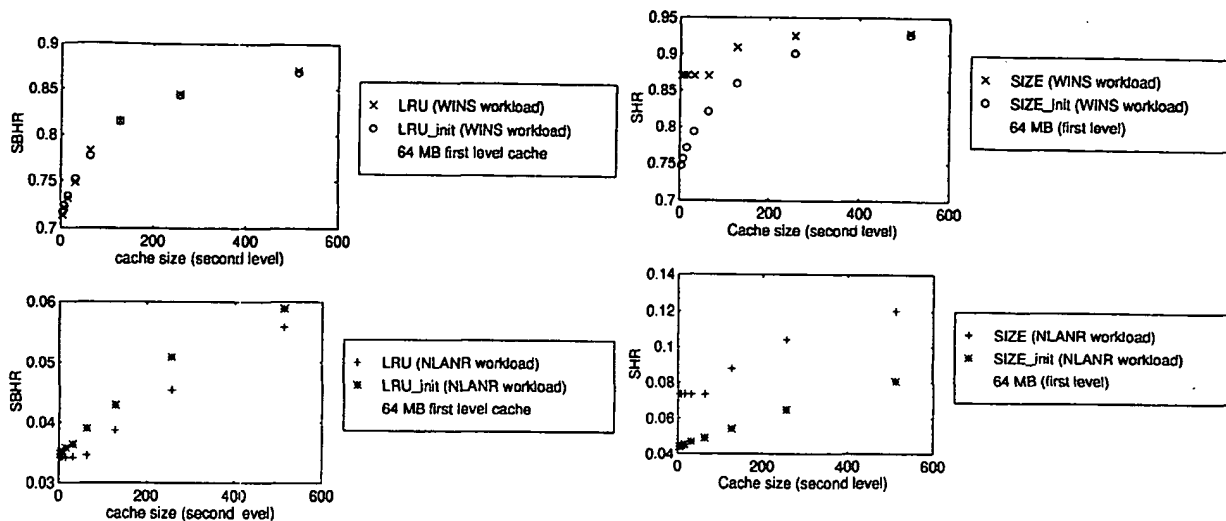 0.9
0.85
0.8
0.75
0.7
SBHR
0
200
400
600
cache size (second level)
× LRU (WINS workload)
o LRU_init (WINS workload)
64 MB first level cache
0.95
0.9
0.85
0.8
0.75
0.7
SHR
0
200
400
600
Cache size (second level)
× SIZE (WINS workload)
o SIZE_init (WINS workload)
64 MB (first level)
0.06
0.05
0.04
0.03
SBHR
0
200
400
600
cache size (second level)
+ LRU (NLANR workload)
* LRU_init (NLANR workload)
64 MB first level cache
0.14
0.12
0.1
0.08
0.06
0.04
SHR
0
200
400
600
Cache size (second level)
+ SIZE (NLANR workload)
* SIZE_init (NLANR workload)
64 MB (first level)